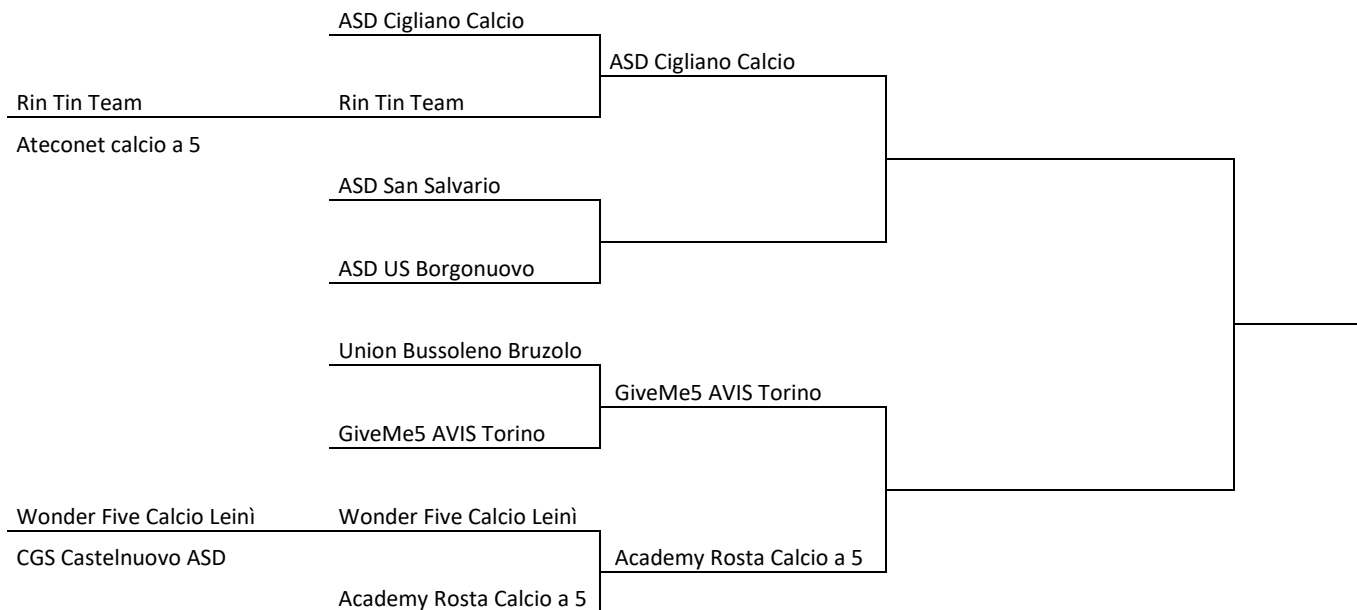 ASD Cigliano Calcio
ASD Cigliano Calcio
Rin Tin Team
Rin Tin Team
Ateconet calcio a 5
ASD San Salvario
ASD US Borgonuovo
Union Bussoleno Bruzolo
GiveMe5 AVIS Torino
GiveMe5 AVIS Torino
Wonder Five Calcio Leinì
Wonder Five Calcio Leinì
CGS Castelnuovo ASD
Academy Rosta Calcio a 5
Academy Rosta Calcio a 5